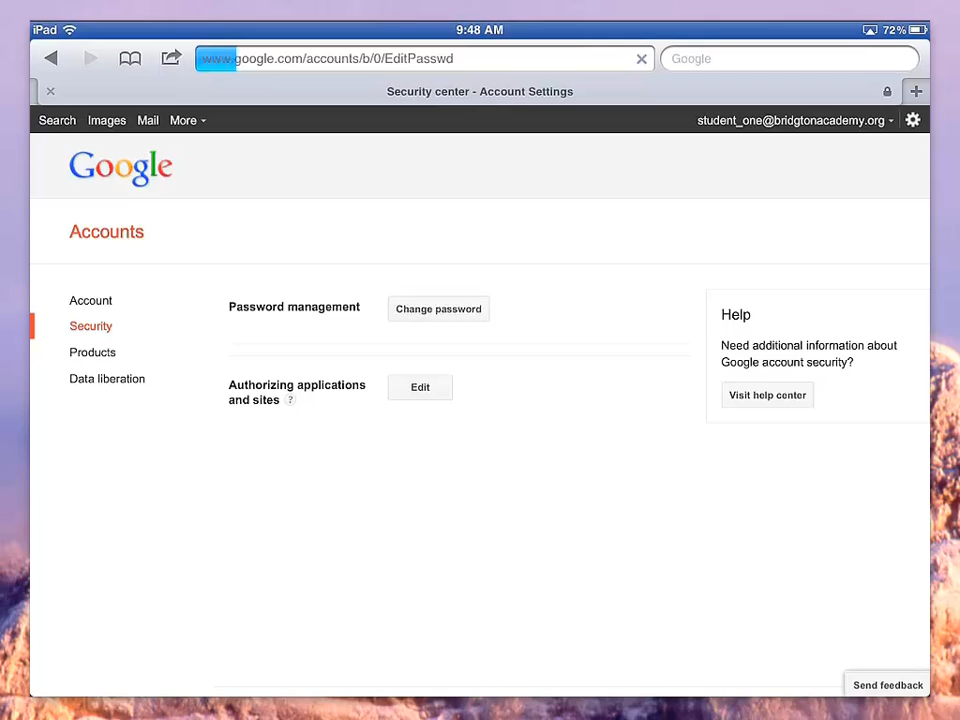 iPad 9:48 AM 72%
www.google.com/accounts/b/0/EditPasswd Google
Security center - Account Settings
Search Images Mail More student_one@bridgtonacademy.org
Google
Accounts
Account
Security
Products
Data liberation
Password management Change password
Authorizing applications
and sites ? Edit
Help
Need additional information about
Google account security?
Visit help center
Send feedback